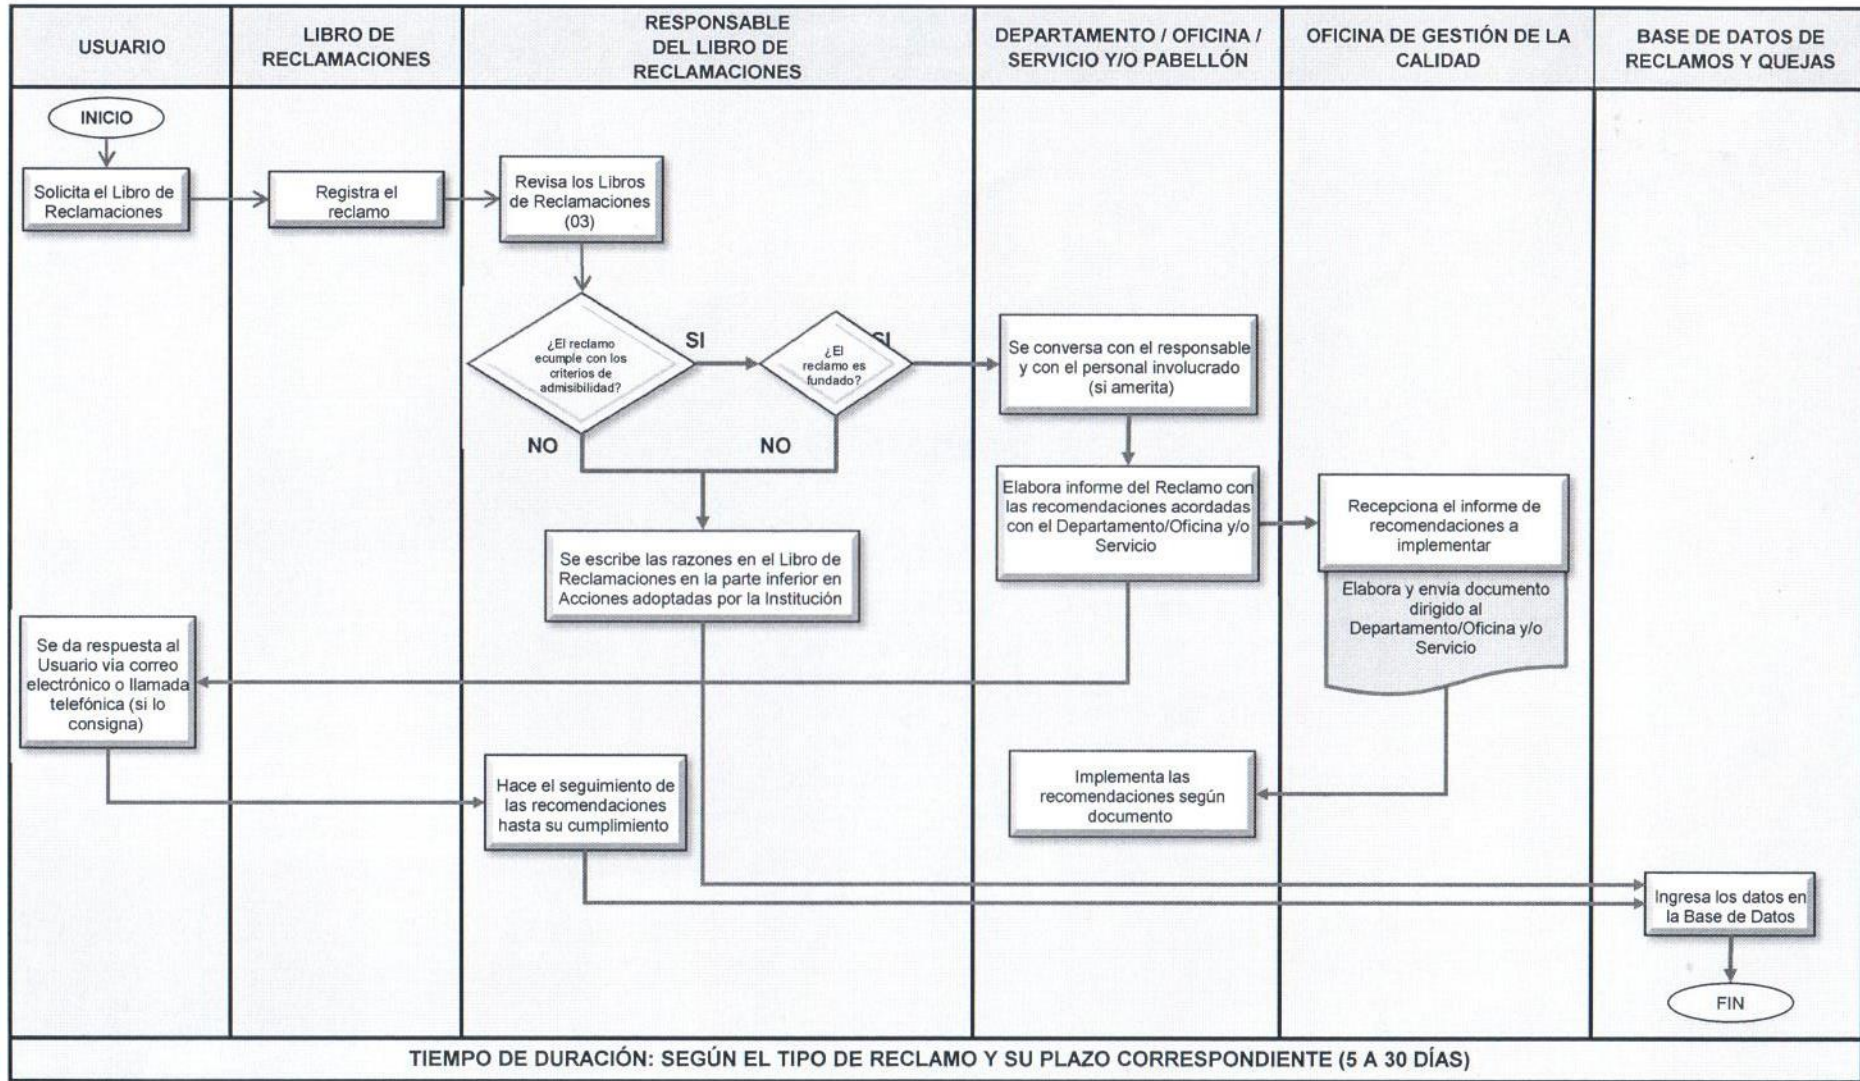 USUARIO
LIBRO DE
RECLAMACIONES
RESPONSABLE
DEL LIBRO DE
RECLAMACIONES
DEPARTAMENTO / OFICINA /
SERVICIO Y/O PABELLÓN
OFICINA DE GESTIÓN DE LA
CALIDAD
BASE DE DATOS DE
RECLAMOS Y QUEJAS
INICIO
Solicita el Libro de
Reclamaciones
Registra el
reclamo
Revisa los Libros
de Reclamaciones
(03)
¿El reclamo
ecumple con los
criterios de
admisibilidad?
SI
NO
¿El
reclamo es
fundado?
SI
NO
Se conversa con el responsable
y con el personal involucrado
(si amerita)
Elabora informe del Reclamo con
las recomendaciones acordadas
con el Departamento/Oficina y/o
Servicio
Recepciona el informe de
recomendaciones a
implementar
Elabora y envía documento
dirigido al
Departamento/Oficina y/o
Servicio
Se escribe las razones en el Libro de
Reclamaciones en la parte inferior en
Acciones adoptadas por la Institución
Se da respuesta al
Usuario via correo
electrónico o llamada
telefónica (si lo
consigna)
Hace el seguimiento de
las recomendaciones
hasta su cumplimiento
Implementa las
recomendaciones según
documento
Ingresa los datos en
la Base de Datos
FIN
TIEMPO DE DURACIÓN: SEGÚN EL TIPO DE RECLAMO Y SU PLAZO CORRESPONDIENTE (5 A 30 DÍAS)